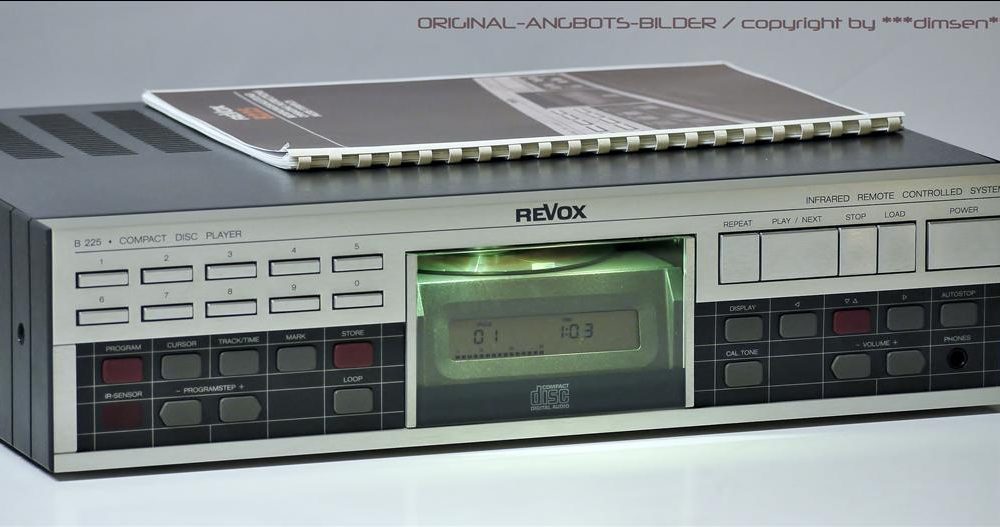 ORIGINAL-ANGBOTS-BILDER / copyright by ***dimsen*
REVOX
REVOX
INFRARED REMOTE CONTROLLED SYSTEM
B 225 • COMPACT DISC PLAYER
REPEAT PLAY / NEXT STOP LOAD POWER
1 2 3 4 5
6 7 8 9 0
01 1:03
DISPLAY ◁ ▽ △ ▷ AUTOSTOP
PROGRAM CURSOR TRACK/TIME MARK STORE
CAL TONE - VOLUME + PHONES
IR-SENSOR - PROGRAMSTEP + LOOP
COMPACT
disc
DIGITAL AUDIO